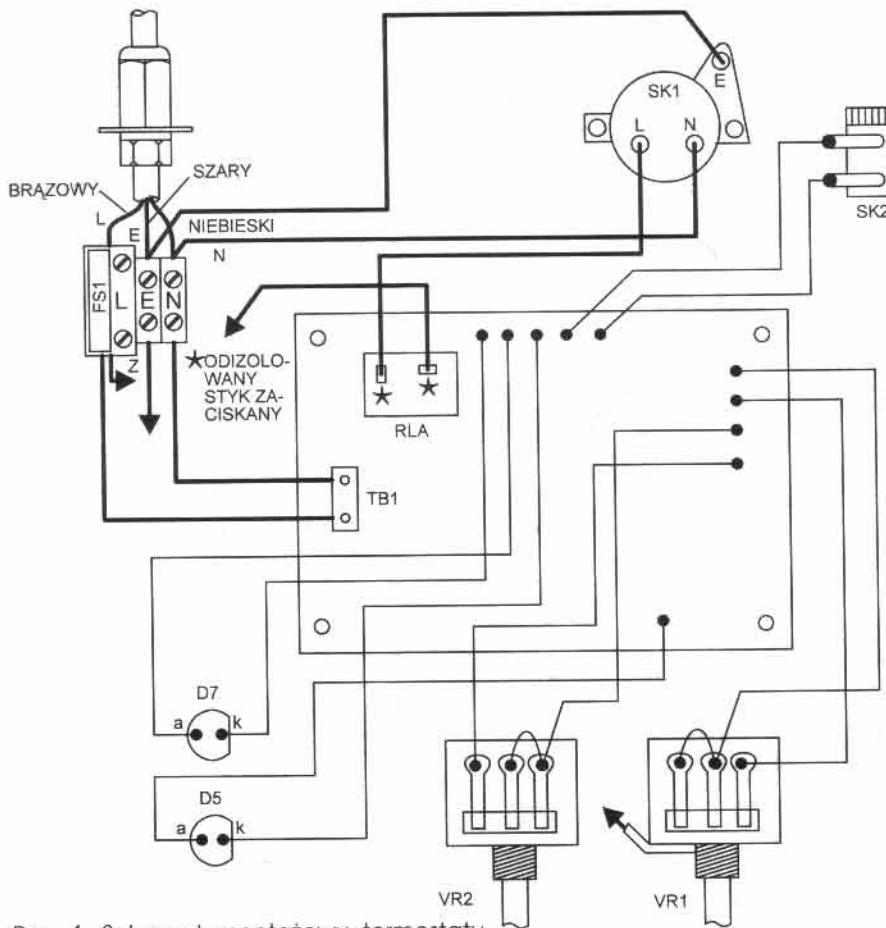 E
SK1
L N
SK2
SZARY
BRĄZOWY
L
E
NIEBIESKI
N
FS1
L E N
Z
ODIZOLO-
WANY
STYK ZA-
CISKANY
RLA
TB1
D7
a k
D5
a k
VR2
VR1